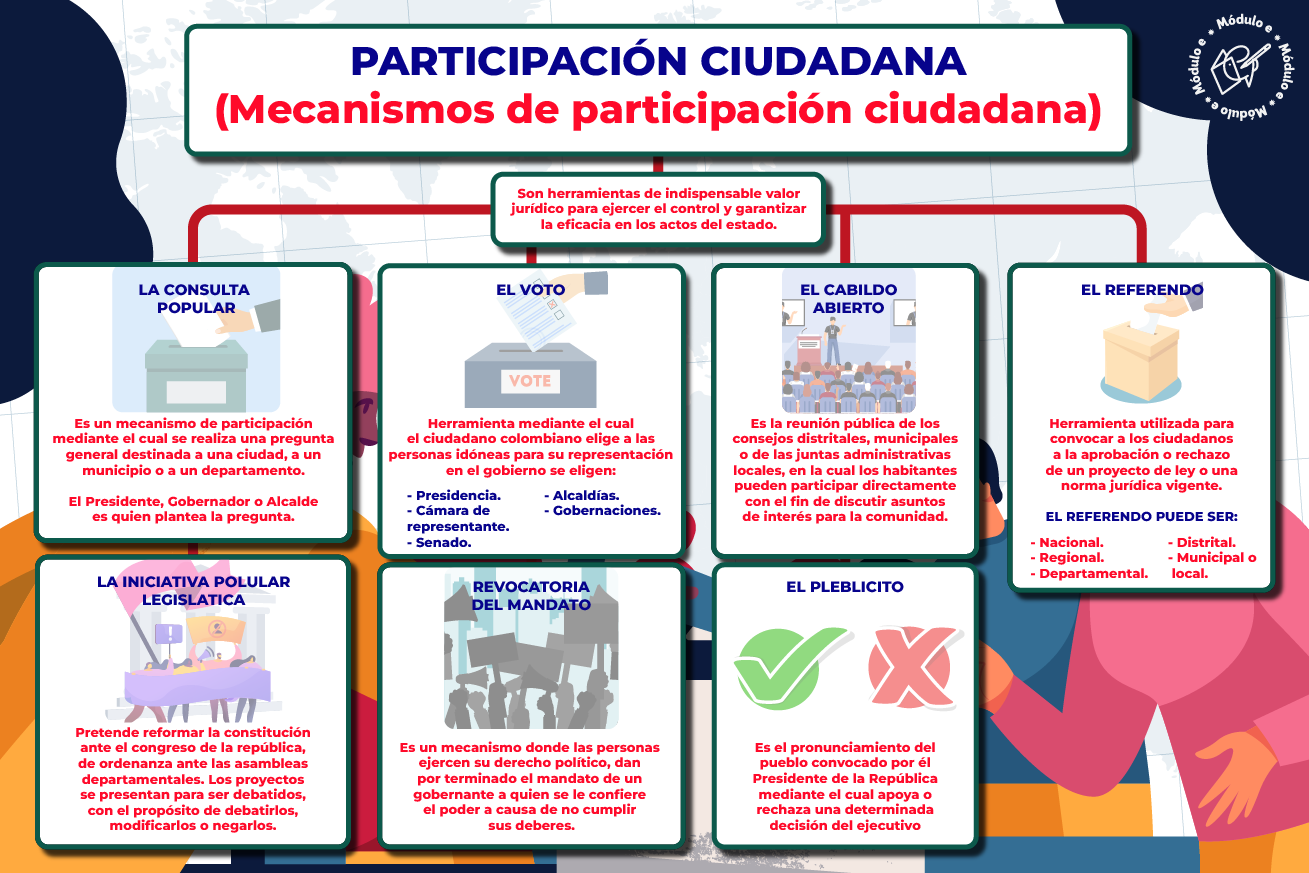 PARTICIPACIÓN CIUDADANA
(Mecanismos de participación ciudadana)
Módulo e * Módulo e * Módulo e * Módulo e *
Son herramientas de indispensable valor
jurídico para ejercer el control y garantizar
la eficacia en los actos del estado.
LA CONSULTA
POPULAR
Es un mecanismo de participación
mediante el cual se realiza una pregunta
general destinada a una ciudad, a un
municipio o a un departamento.
El Presidente, Gobernador o Alcalde
es quien plantea la pregunta.
EL VOTO
VOTE
Herramienta mediante el cual
el ciudadano colombiano elige a las
personas idóneas para su representación
en el gobierno se eligen:
- Presidencia.
- Cámara de
representante.
- Senado.
- Alcaldías.
- Gobernaciones.
EL CABILDO
ABIERTO
Es la reunión pública de los
consejos distritales, municipales
o de las juntas administrativas
locales, en la cual los habitantes
pueden participar directamente
con el fin de discutir asuntos
de interés para la comunidad.
EL REFERENDO
Herramienta utilizada para
convocar a los ciudadanos
a la aprobación o rechazo
de un proyecto de ley o una
norma jurídica vigente.
EL REFERENDO PUEDE SER:
- Nacional.
- Regional.
- Departamental.
- Distrital.
- Municipal o
local.
LA INICIATIVA POLULAR
LEGISLATICA
Pretende reformar la constitución
ante el congreso de la república,
de ordenanza ante las asambleas
departamentales. Los proyectos
se presentan para ser debatidos,
con el propósito de debatirlos,
modificarlos o negarlos.
REVOCATORIA
DEL MANDATO
Es un mecanismo donde las personas
ejercen su derecho político, dan
por terminado el mandato de un
gobernante a quien se le confiere
el poder a causa de no cumplir
sus deberes.
EL PLEBLICITO
Es el pronunciamiento del
pueblo convocado por él
Presidente de la República
mediante el cual apoya o
rechaza una determinada
decisión del ejecutivo